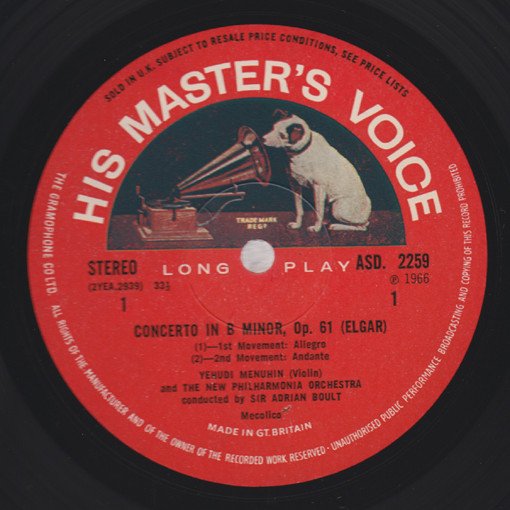 SOLD IN U.K. SUBJECT TO RESALE PRICE CONDITIONS, SEE PRICE LISTS
HIS MASTER'S VOICE
TRADE MARK
REGD
STEREO LONG PLAY ASD. 2259
(2YEA.2939) 33⅓ ℗ 1966
1 1
CONCERTO IN B MINOR, Op. 61 (ELGAR)
(1)—1st Movement: Allegro
(2)—2nd Movement: Andante
YEHUDI MENUHIN (Violin)
and THE NEW PHILHARMONIA ORCHESTRA
conducted by SIR ADRIAN BOULT
Mecolico
MADE IN GT. BRITAIN
THE GRAMOPHONE CO LTD. ALL RIGHTS OF THE MANUFACTURER AND OF THE OWNER OF THE RECORDED WORK RESERVED · UNAUTHORISED PUBLIC PERFORMANCE BROADCASTING AND COPYING OF THIS RECORD PROHIBITED